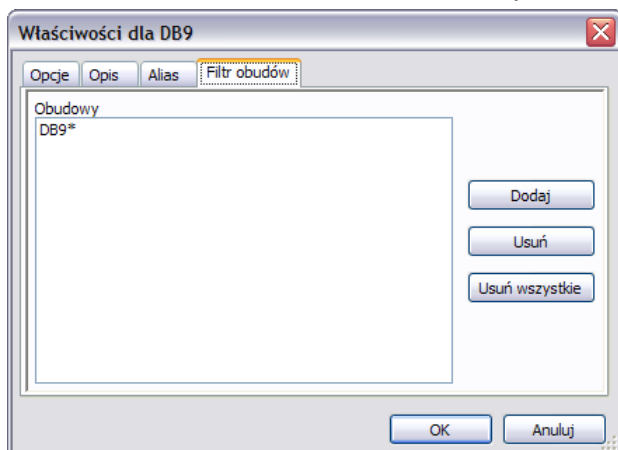 Właściwości dla DB9
Opcje Opis Alias Filtr obudów
Obudowy
DB9*
Dodaj
Usuń
Usuń wszystkie
OK Anuluj